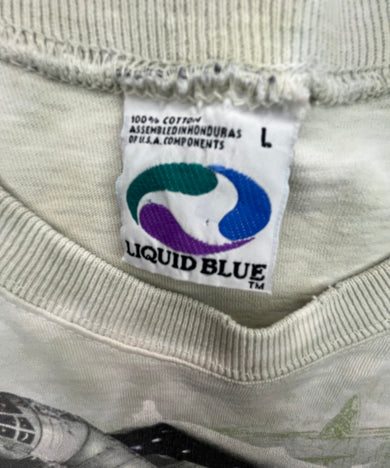 100% COTTON
ASSEMBLED IN HONDURAS L
OF U.S.A. COMPONENTS
LIQUID BLUE
TM